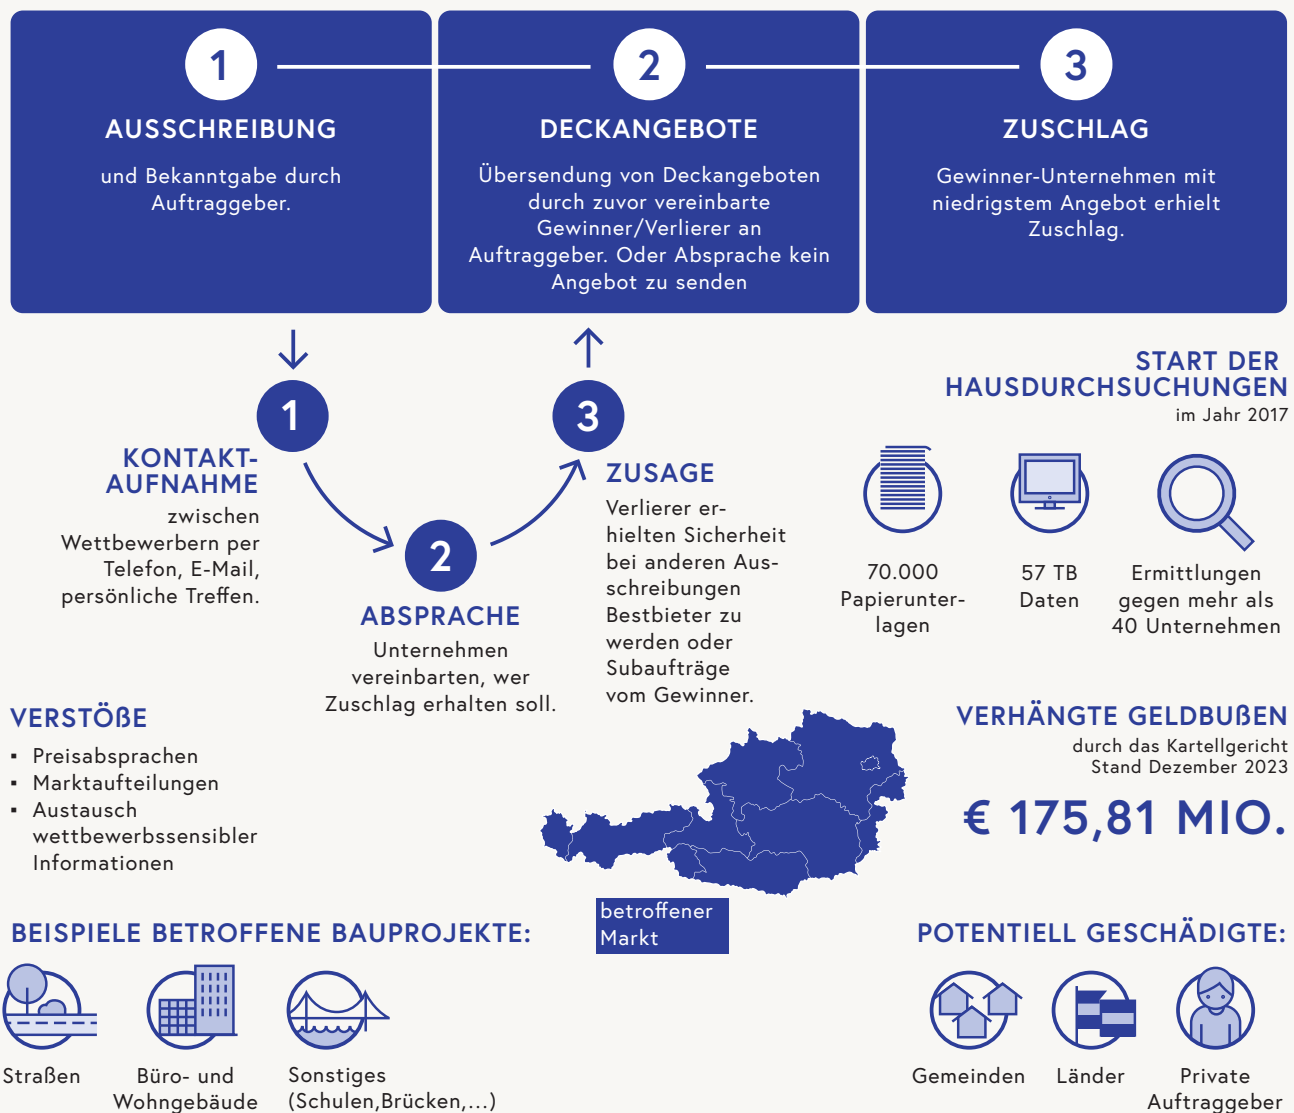 1
AUSSCHREIBUNG
und Bekanntgabe durch
Auftraggeber.
2
DECKANGEBOTE
Übersendung von Deckangeboten
durch zuvor vereinbarte
Gewinner/Verlierer an
Auftraggeber. Oder Absprache kein
Angebot zu senden
3
ZUSCHLAG
Gewinner-Unternehmen mit
niedrigstem Angebot erhielt
Zuschlag.
1
KONTAKT-
AUFNAHME
zwischen
Wettbewerbern per
Telefon, E-Mail,
persönliche Treffen.
2
ABSPRACHE
Unternehmen
vereinbarten, wer
Zuschlag erhalten soll.
3
ZUSAGE
Verlierer er-
hielten Sicherheit
bei anderen Aus-
schreibungen
Bestbieter zu
werden oder
Subaufträge
vom Gewinner.
START DER
HAUSDURCHSUCHUNGEN
im Jahr 2017
70.000
Papierunter-
lagen
57 TB
Daten
Ermittlungen
gegen mehr als
40 Unternehmen
VERSTÖßE
▪ Preisabsprachen
▪ Marktaufteilungen
▪ Austausch
wettbewerbssensibler
Informationen
betroffener
Markt
VERHÄNGTE GELDBUßEN
durch das Kartellgericht
Stand Dezember 2023
€ 175,81 MIO.
BEISPIELE BETROFFENE BAUPROJEKTE:
Straßen
Büro- und
Wohngebäude
Sonstiges
(Schulen,Brücken,...)
POTENTIELL GESCHÄDIGTE:
Gemeinden
Länder
Private
Auftraggeber